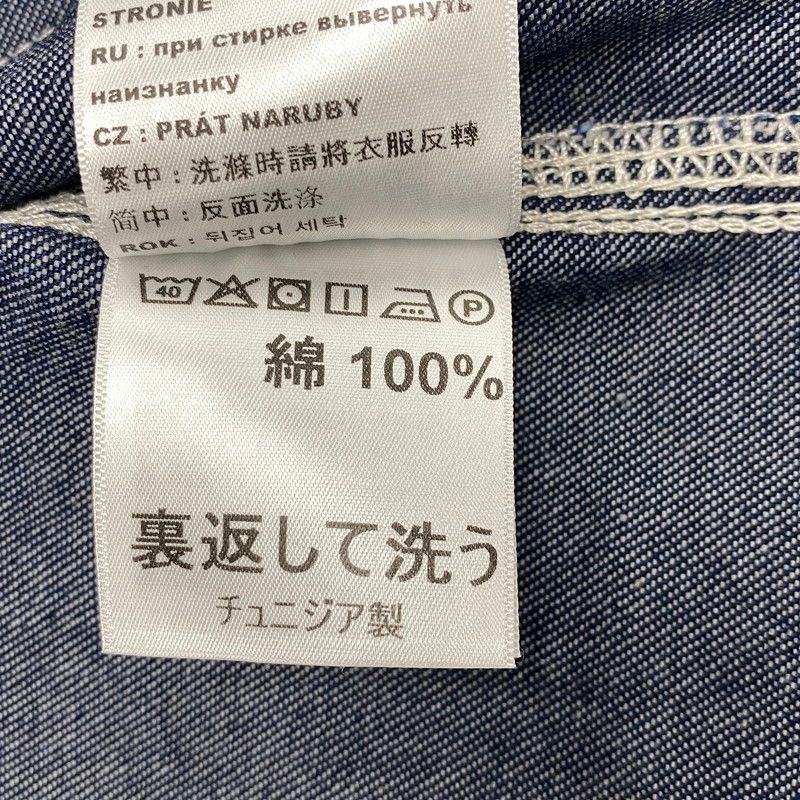 STRONIE
RU : при стирке вывернуть
наизнанку
CZ : PRÁT NARUBY
繁中 : 洗滌時請將衣服反轉
简中 : 反面洗涤
ROK : 뒤집어 세탁
40 P
綿 100%
裏返して洗う
チュニジア製